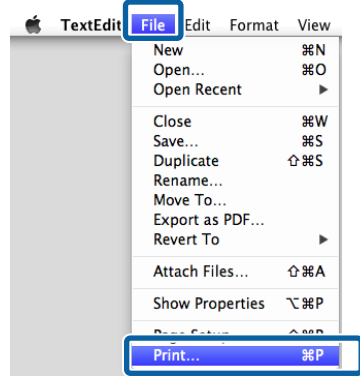 TextEdit File Edit Format View
New ⌘N
Open... ⌘O
Open Recent ▶
Close ⌘W
Save... ⌘S
Duplicate ⇧⌘S
Rename...
Move To...
Export as PDF...
Revert To ▶
Attach Files... ⇧⌘A
Show Properties ⌥⌘P
Print... ⌘P